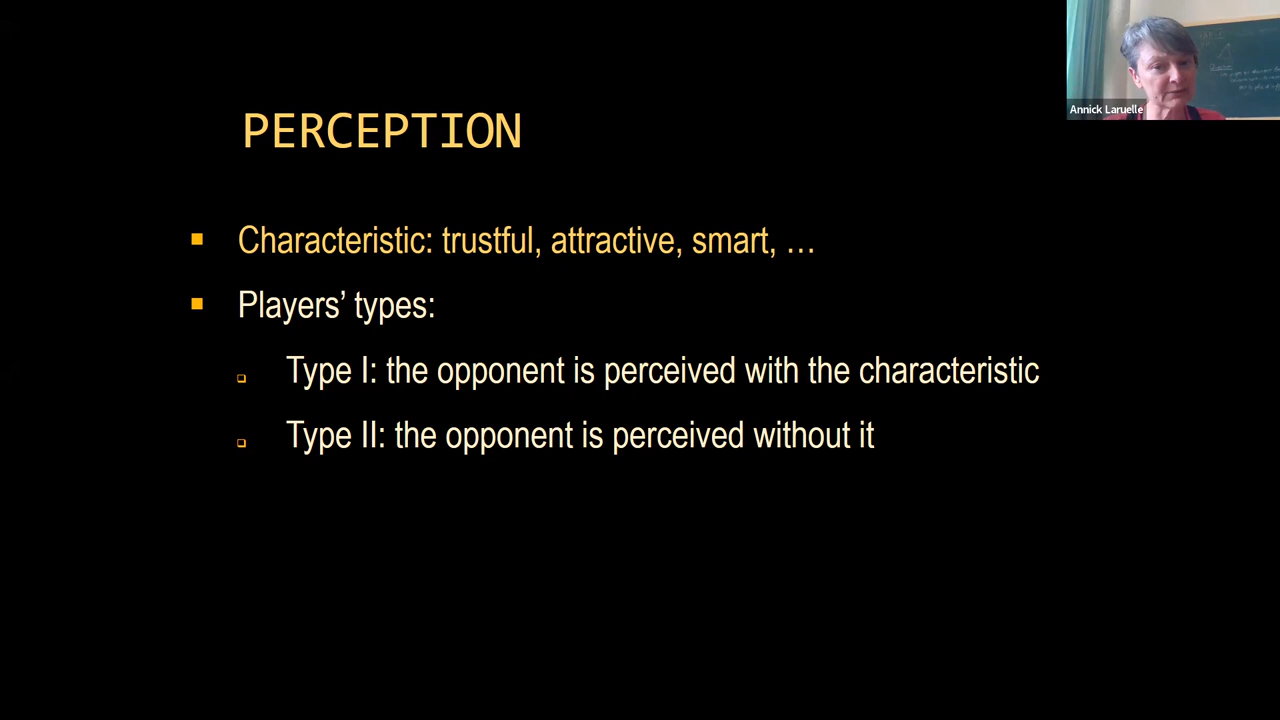 PERCEPTION
Characteristic: trustful, attractive, smart, …
Players’ types:
Type I: the opponent is perceived with the characteristic
Type II: the opponent is perceived without it
Annick Laruelle